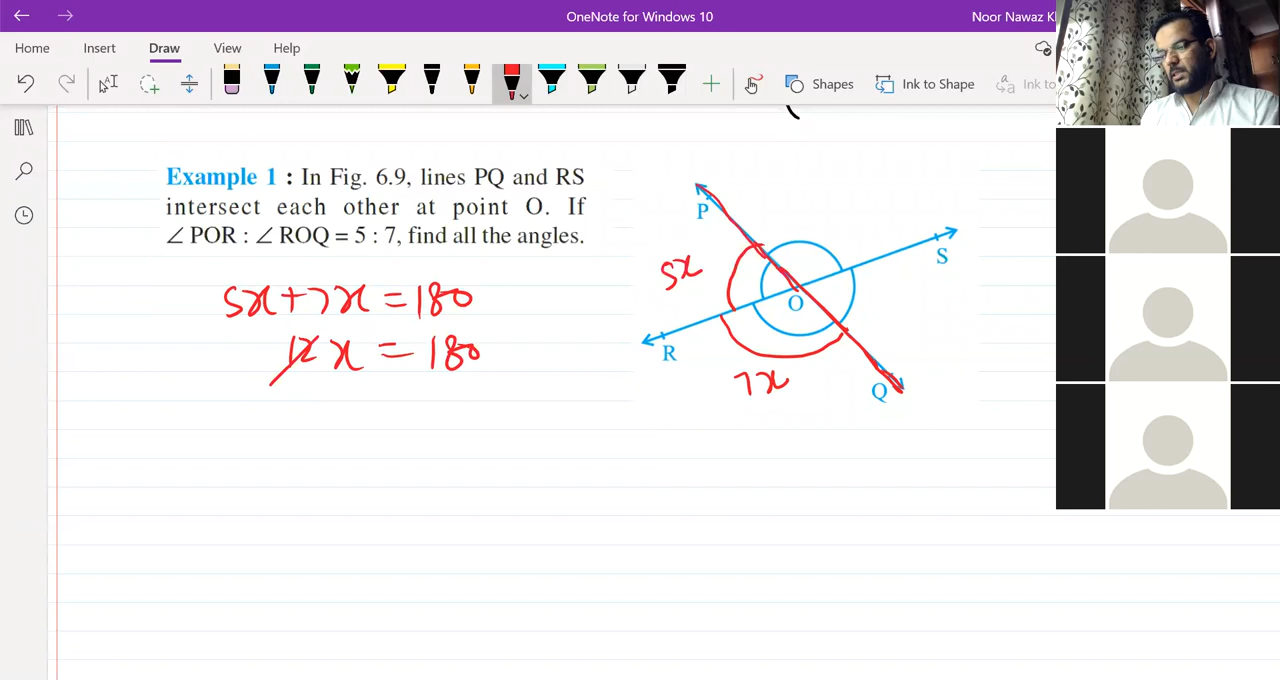 OneNote for Windows 10
Noor Nawaz Kh
Home Insert Draw View Help
Shapes Ink to Shape Ink to
Example 1 : In Fig. 6.9, lines PQ and RS
intersect each other at point O. If
∠ POR : ∠ ROQ = 5 : 7, find all the angles.
5x+7x=180
12x=180
P
S
5x
O
R
7x
Q